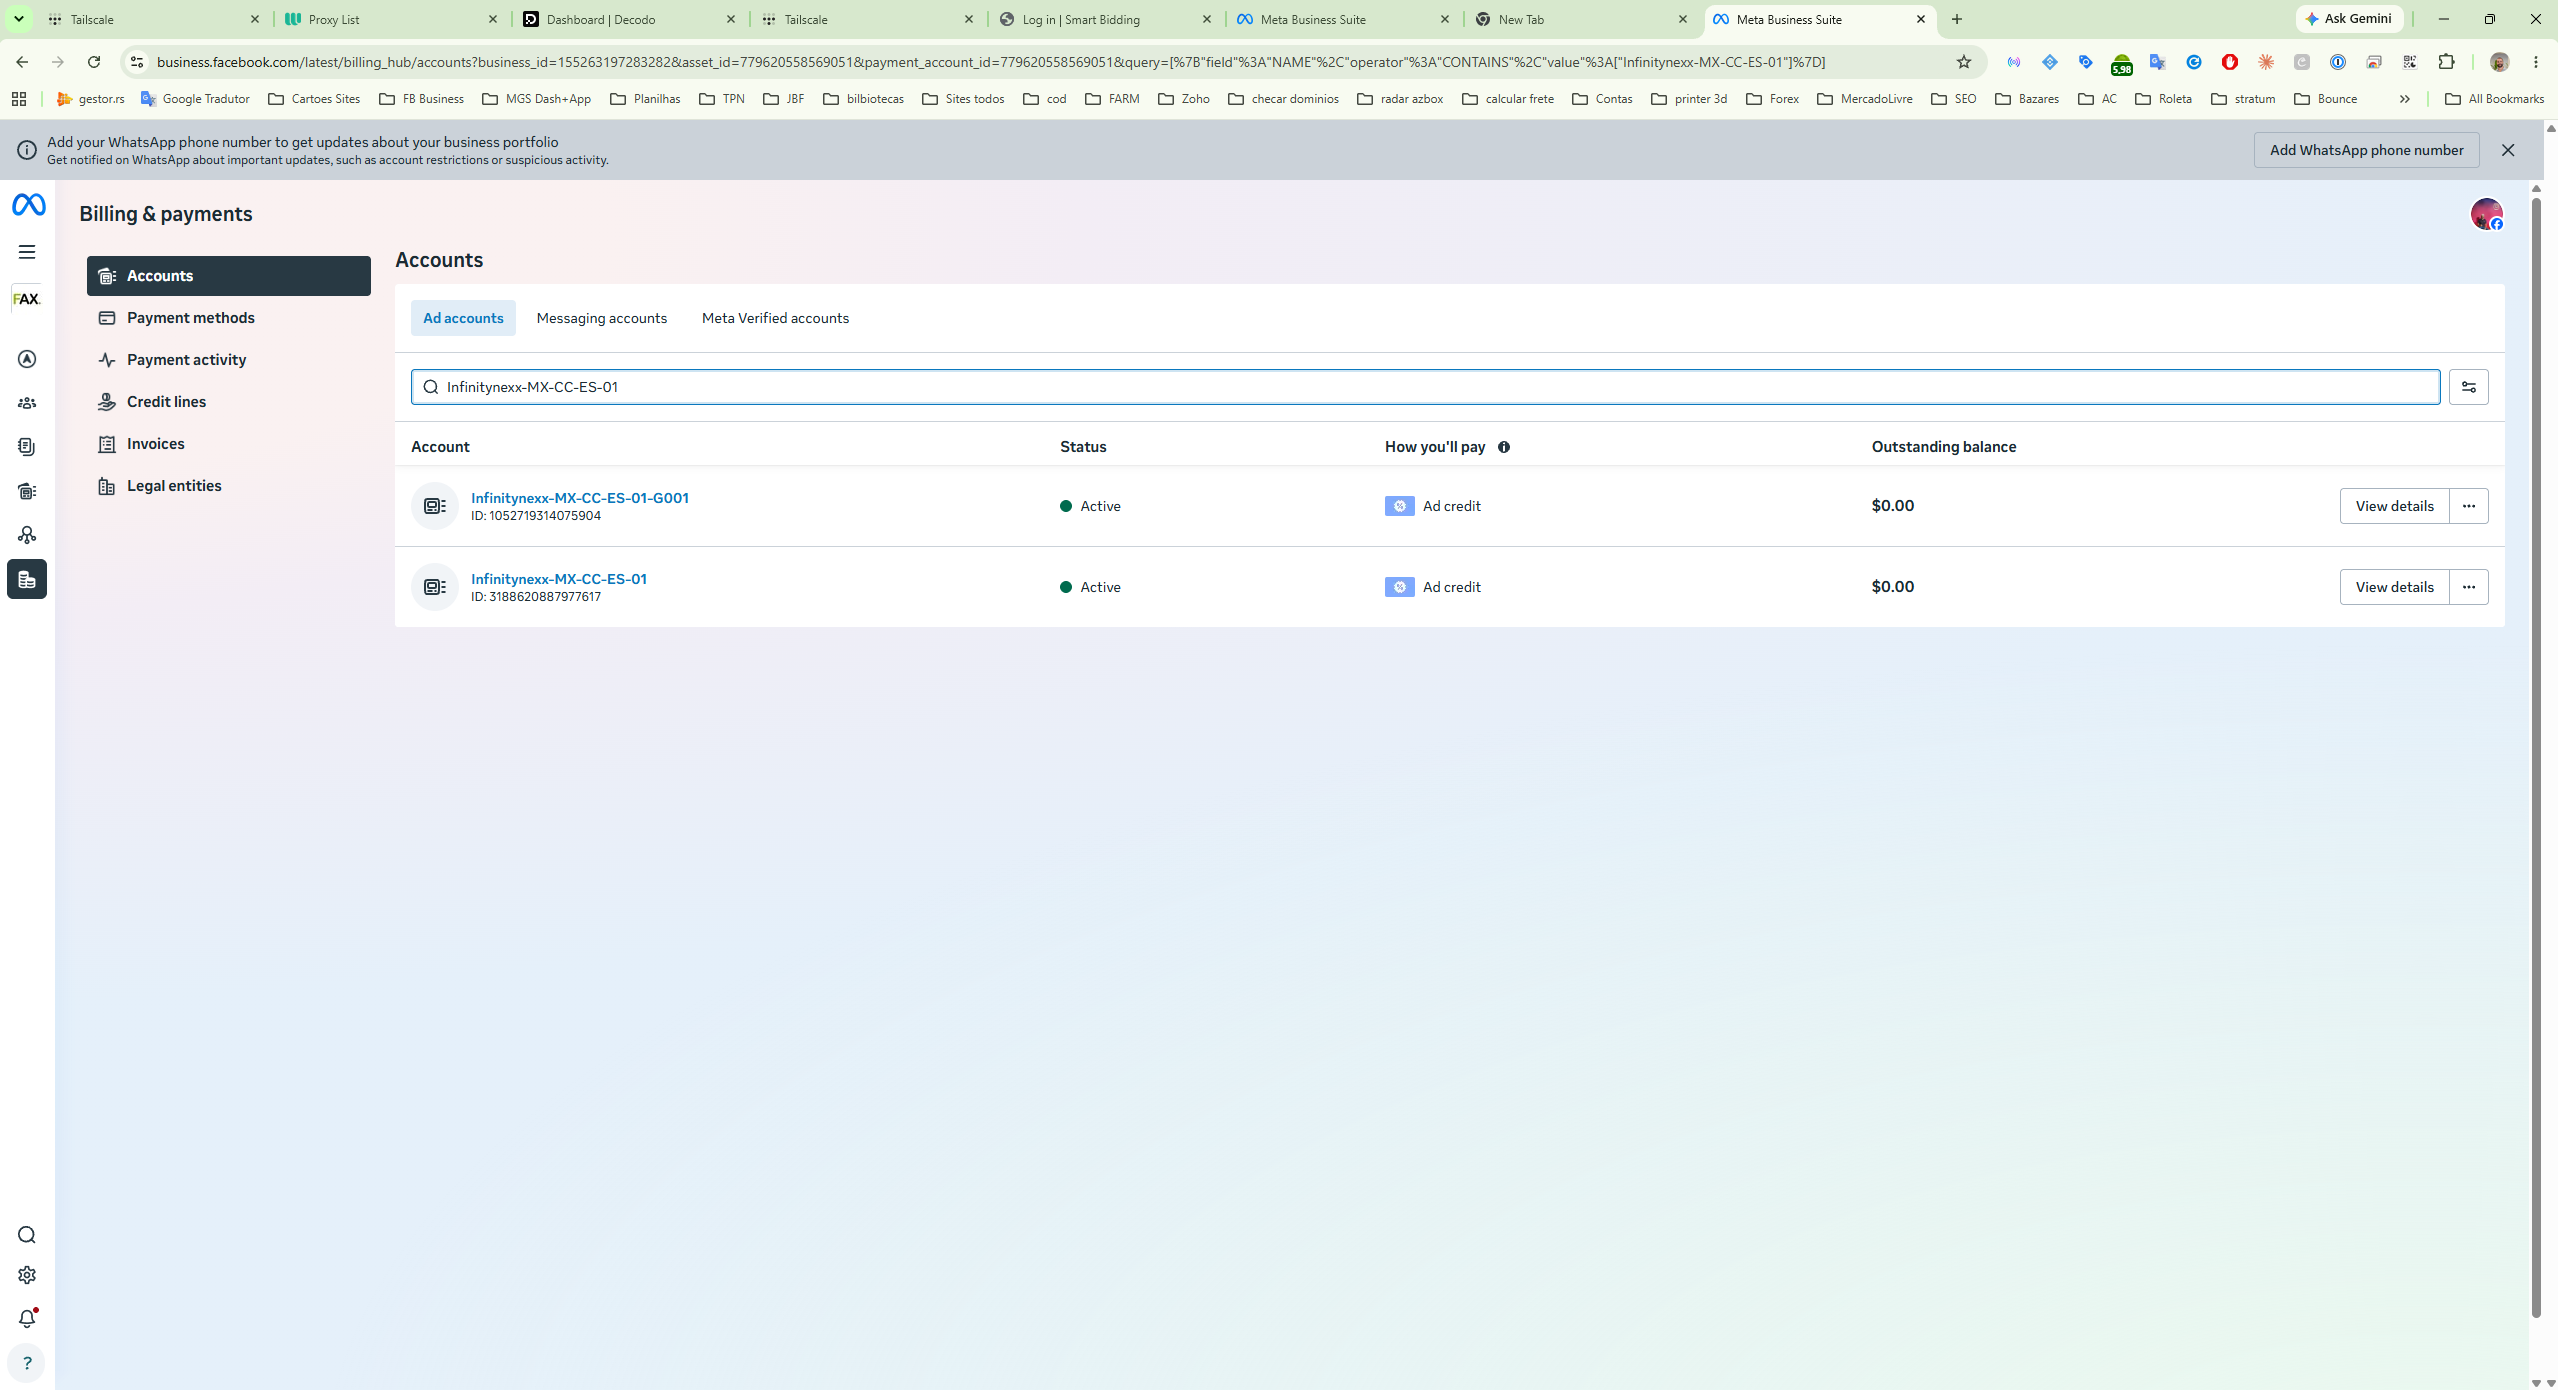 Tailscale
Proxy List
Dashboard | Decodo
Tailscale
Log in | Smart Bidding
Meta Business Suite
New Tab
Meta Business Suite
Ask Gemini
business.facebook.com/latest/billing_hub/accounts?business_id=155263197283282&asset_id=779620558569051&payment_account_id=779620558569051&query=[%7B"field"%3A"NAME"%2C"operator"%3A"CONTAINS"%2C"value"%3A["Infinitynexx-MX-CC-ES-01"]%7D]
5,98
gestor.rs
Google Tradutor
Cartoes Sites
FB Business
MGS Dash+App
Planilhas
TPN
JBF
bilbiotecas
Sites todos
cod
FARM
Zoho
checar dominios
radar azbox
calcular frete
Contas
printer 3d
Forex
MercadoLivre
SEO
Bazares
AC
Roleta
stratum
Bounce
All Bookmarks
Add your WhatsApp phone number to get updates about your business portfolio
Get notified on WhatsApp about important updates, such as account restrictions or suspicious activity.
Add WhatsApp phone number
Billing & payments
FAX.
Accounts
Payment methods
Payment activity
Credit lines
Invoices
Legal entities
Accounts
Ad accounts
Messaging accounts
Meta Verified accounts
Infinitynexx-MX-CC-ES-01
Account
Status
How you'll pay
Outstanding balance
Infinitynexx-MX-CC-ES-01-G001
ID: 1052719314075904
Active
Ad credit
$0.00
View details
Infinitynexx-MX-CC-ES-01
ID: 3188620887977617
Active
Ad credit
$0.00
View details
?